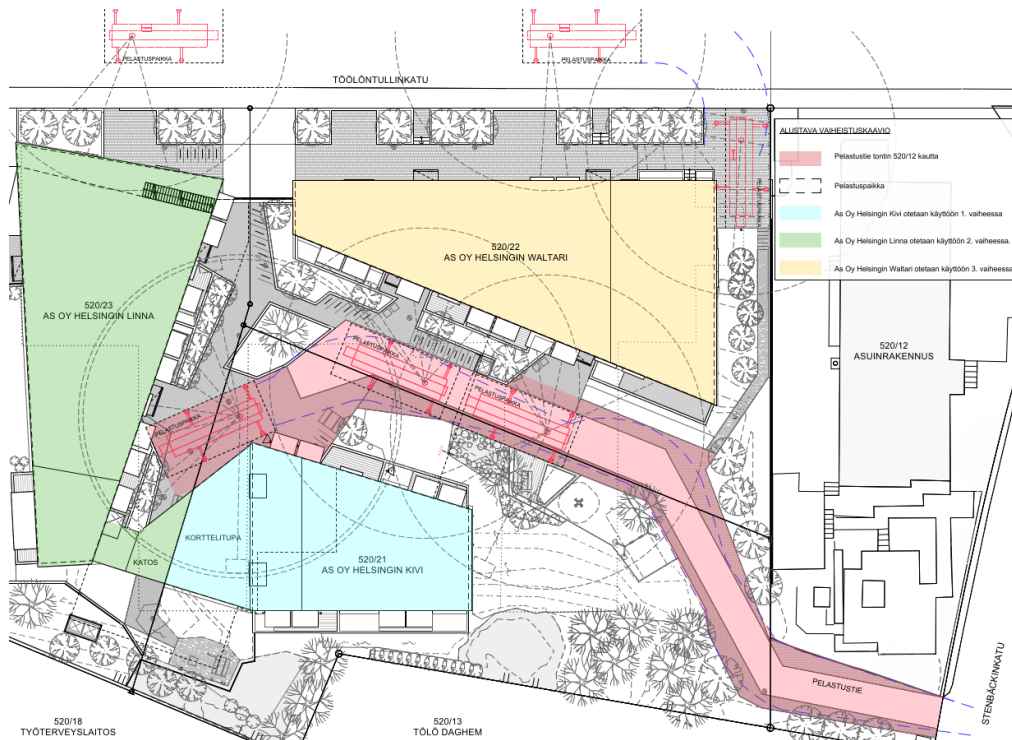 PELASTUSPAIKKA
PELASTUSPAIKKA
TÖÖLÖNTULLINKATU
ALUSTAVA VAIHEISTUSKAAVIO
Pelastustie tontin 520/12 kautta
Pelastuspaikka
As Oy Helsingin Kivi otetaan käyttöön 1. vaiheessa
As Oy Helsingin Linna otetaan käyttöön 2. vaiheessa.
As Oy Helsingin Waltari otetaan käyttöön 3. vaiheessa
PELASTUSPAIKKA
520/22
AS OY HELSINGIN WALTARI
520/23
AS OY HELSINGIN LINNA
520/12
ASUINRAKENNUS
PELASTUSPAIKKA
PELASTUSPAIKKA
PELASTUSPAIKKA
KORTTELITUPA
KATOS
520/21
AS OY HELSINGIN KIVI
PELASTUSTIE
STENBÄCKINKATU
520/18
TYÖTERVEYSLAITOS
520/13
TÖLÖ DAGHEM